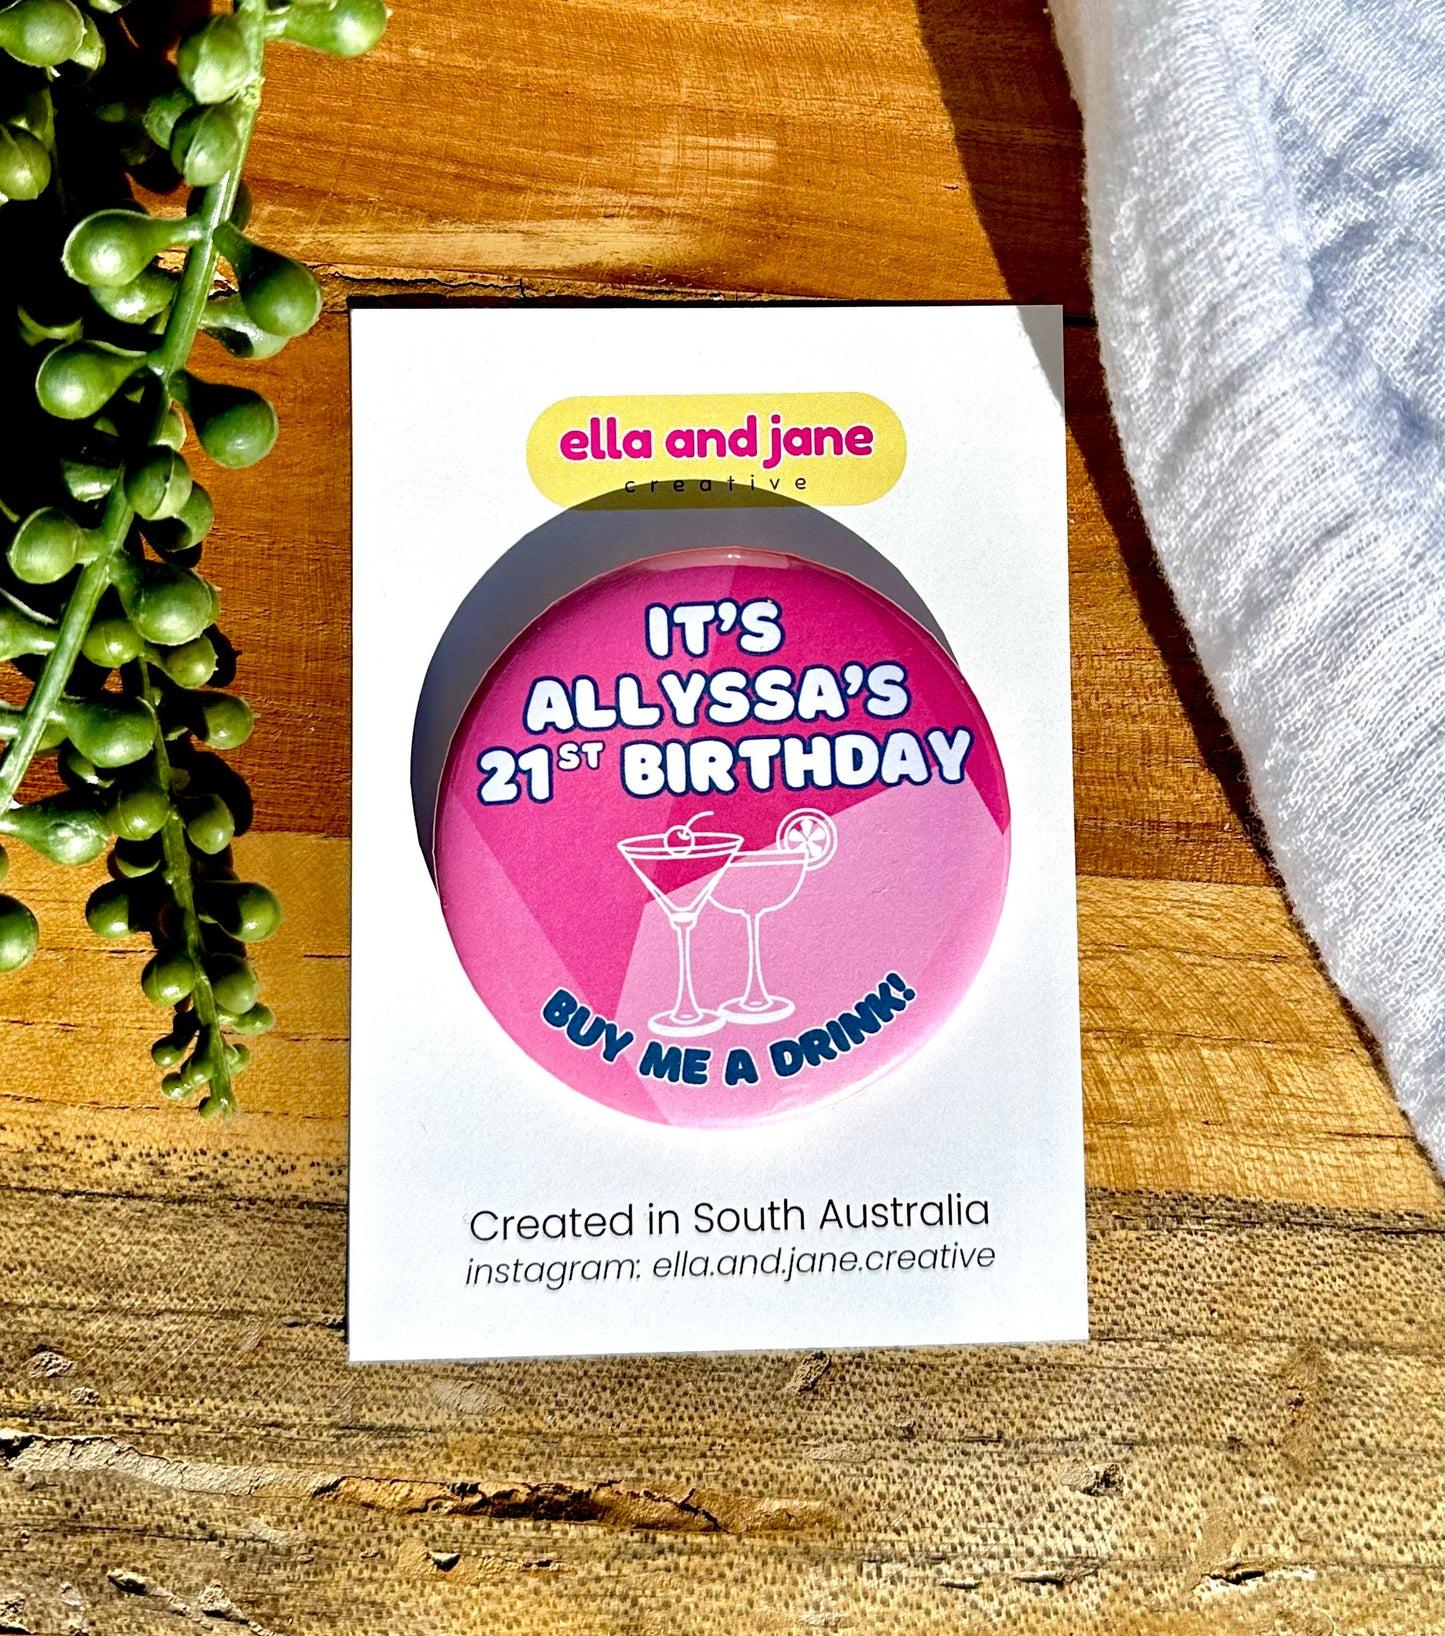 ella and jane
creative
IT'S
ALLYSSA'S
21ST BIRTHDAY
BUY ME A DRINK!
Created in South Australia
instagram: ella.and.jane.creative